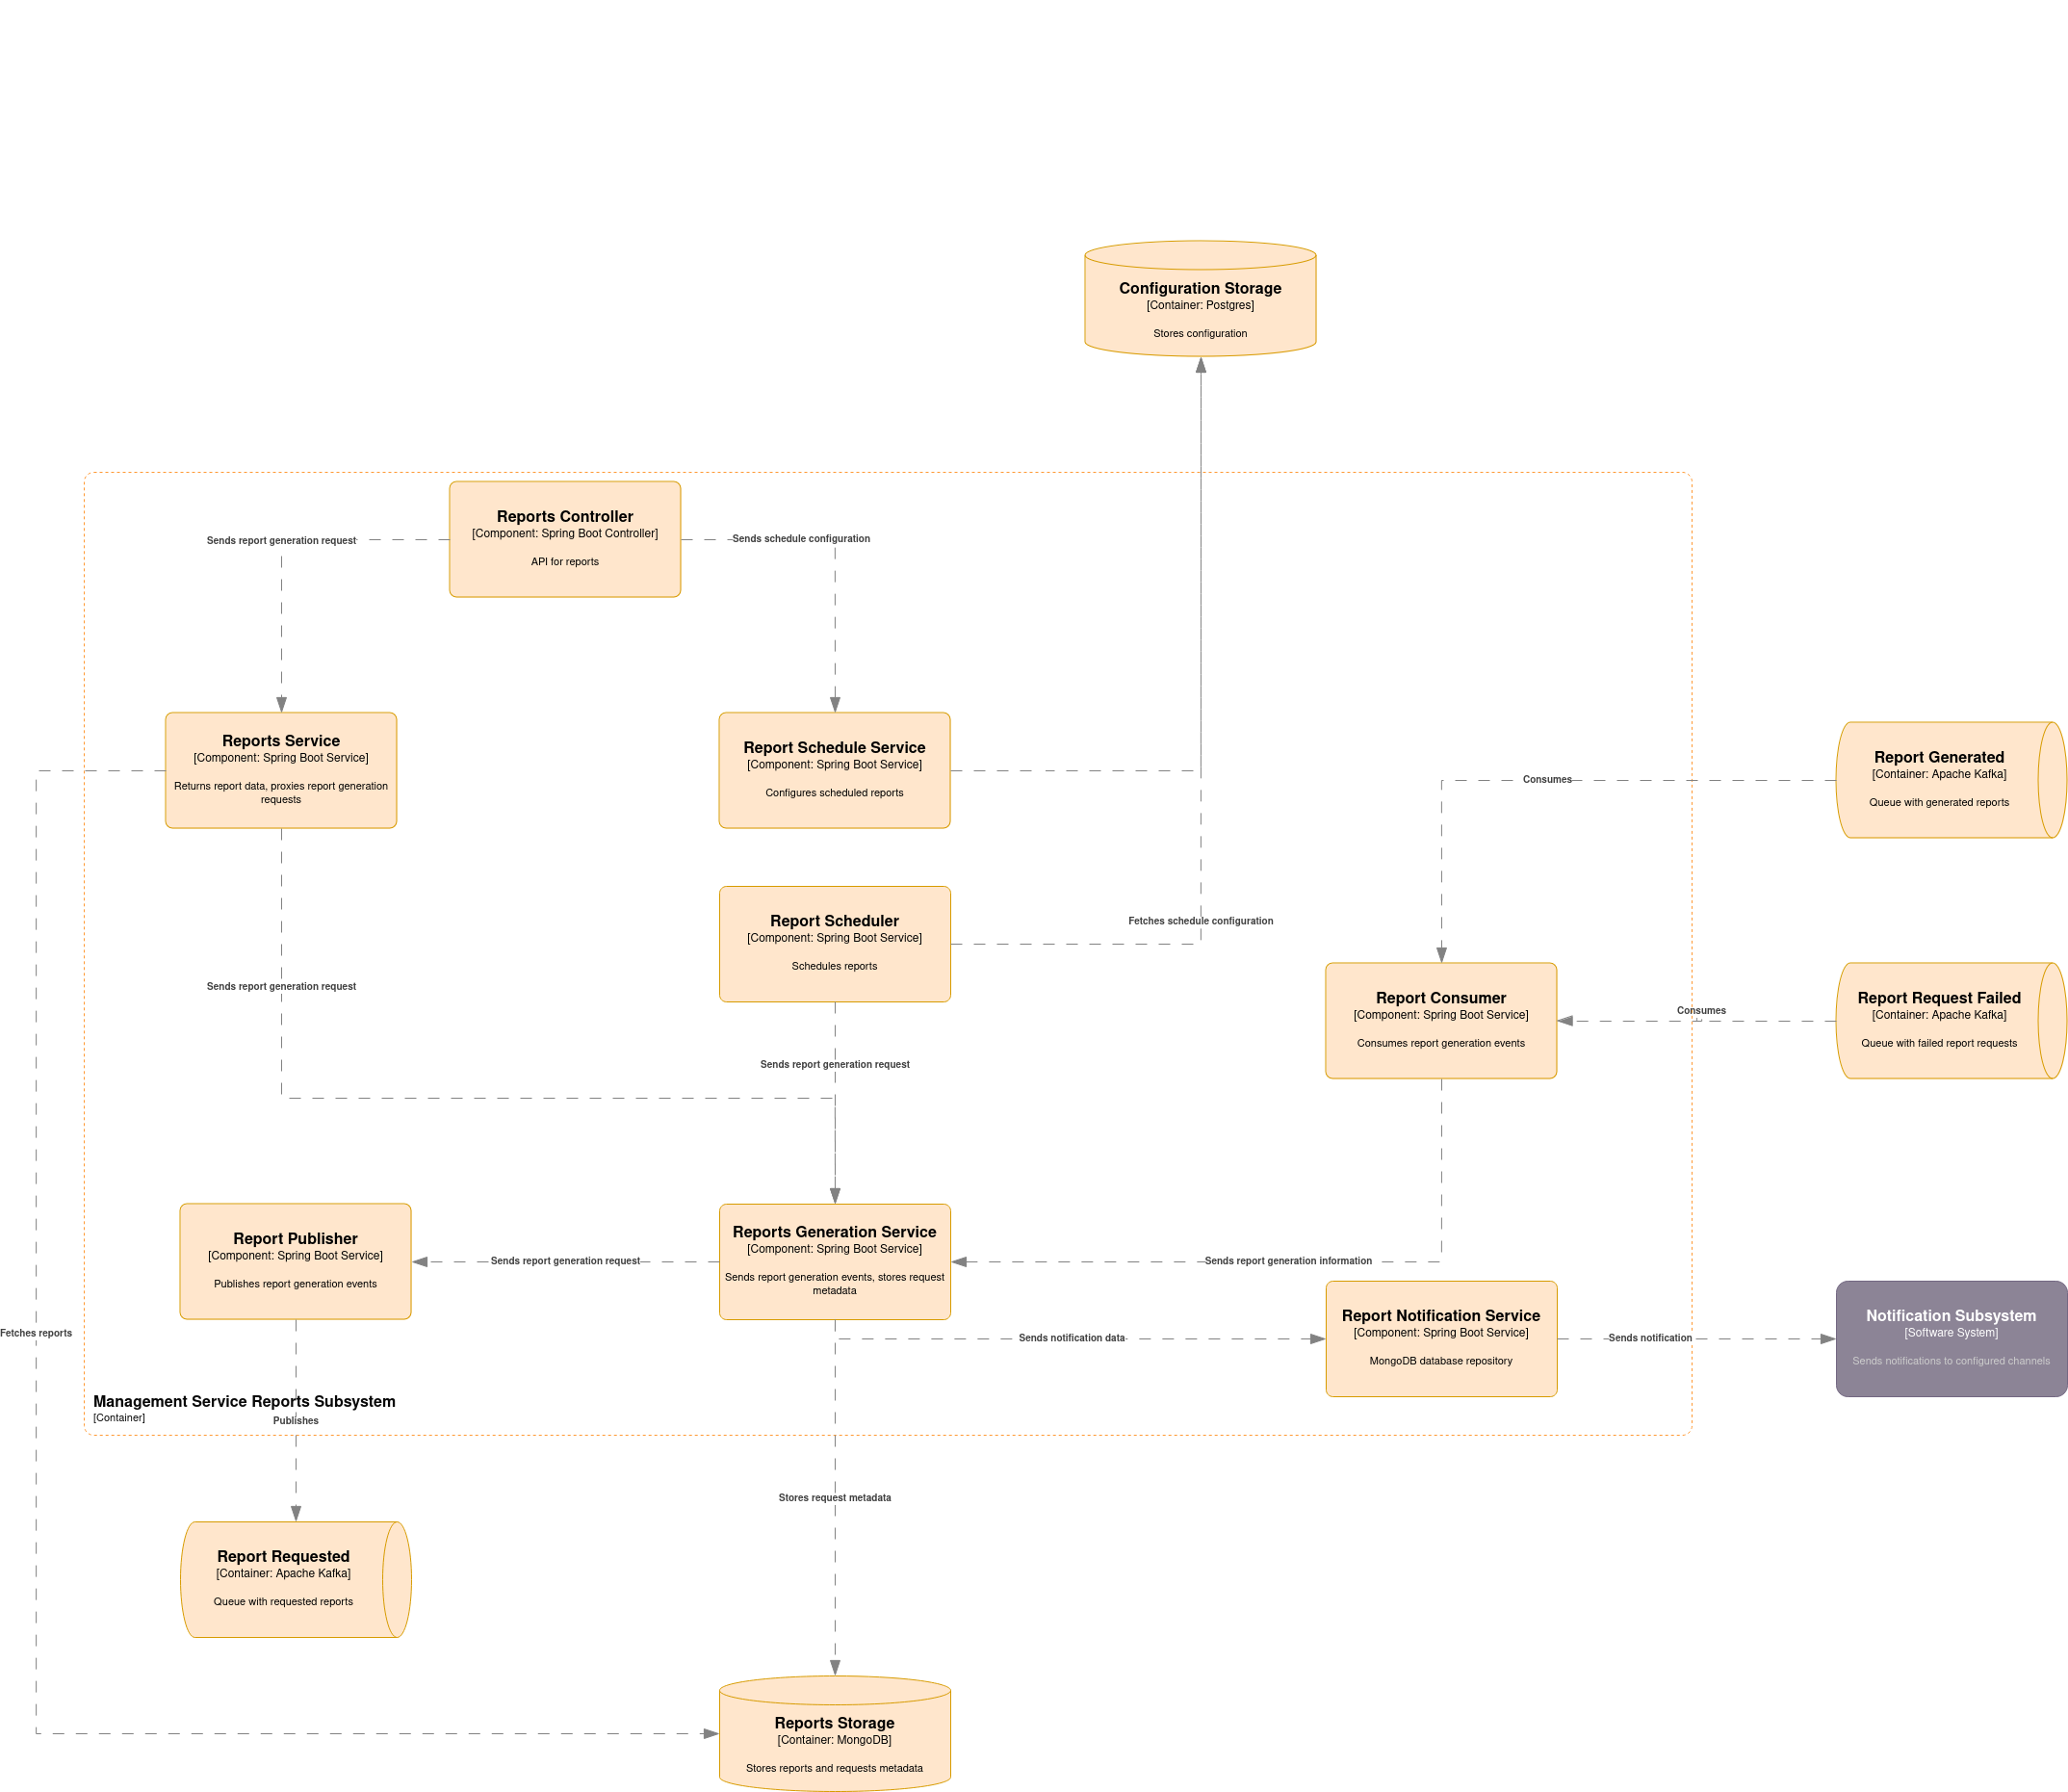 Configuration Storage
[Container: Postgres]
Stores configuration
Reports Controller
[Component: Spring Boot Controller]
API for reports
Sends report generation request
Sends schedule configuration
Reports Service
[Component: Spring Boot Service]
Returns report data, proxies report generation
requests
Report Schedule Service
[Component: Spring Boot Service]
Configures scheduled reports
Report Generated
[Container: Apache Kafka]
Queue with generated reports
Consumes
Report Scheduler
[Component: Spring Boot Service]
Schedules reports
Fetches schedule configuration
Sends report generation request
Report Consumer
[Component: Spring Boot Service]
Consumes report generation events
Consumes
Report Request Failed
[Container: Apache Kafka]
Queue with failed report requests
Sends report generation request
Report Publisher
[Component: Spring Boot Service]
Publishes report generation events
Sends report generation request
Reports Generation Service
[Component: Spring Boot Service]
Sends report generation events, stores request
metadata
Sends report generation information
Fetches reports
Sends notification data
Report Notification Service
[Component: Spring Boot Service]
MongoDB database repository
Sends notification
Notification Subsystem
[Software System]
Sends notifications to configured channels
Management Service Reports Subsystem
[Container]
Publishes
Stores request metadata
Report Requested
[Container: Apache Kafka]
Queue with requested reports
Reports Storage
[Container: MongoDB]
Stores reports and requests metadata